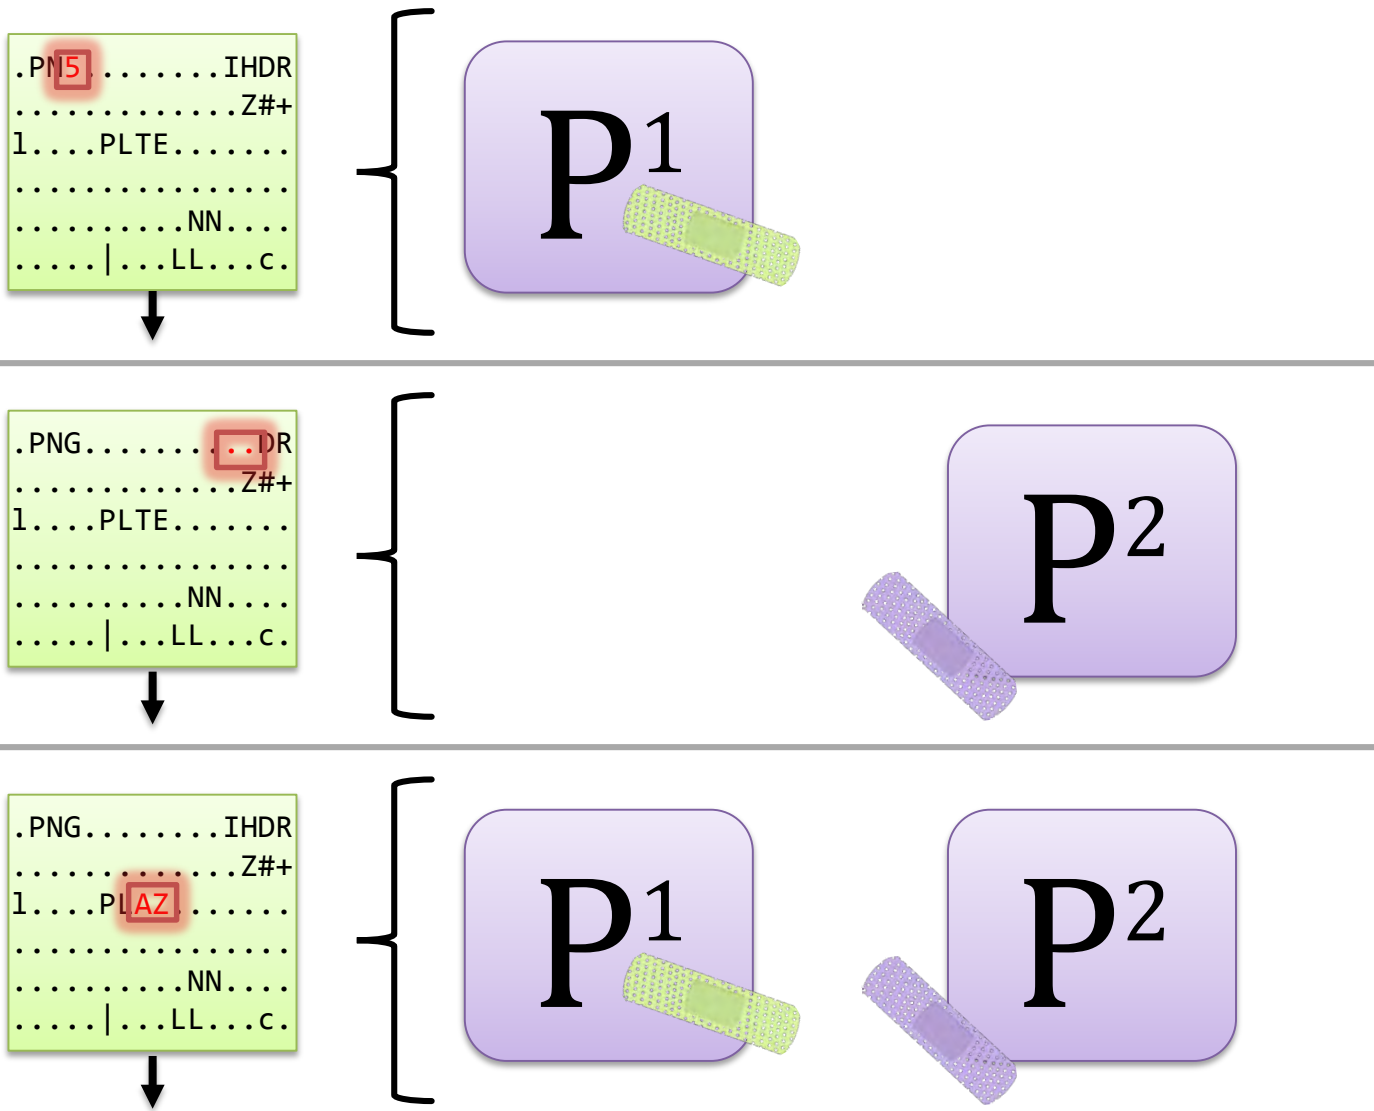 .PN5........IHDR
.............Z#+
l....PLTE.......
................
..........NN....
.....|...LL...c.
P1
.PNG..........DR
.............Z#+
l....PLTE.......
................
..........NN....
.....|...LL...c.
P2
.PNG........IHDR
.............Z#+
l....PLAZ.......
................
..........NN....
.....|...LL...c.
P1
P2